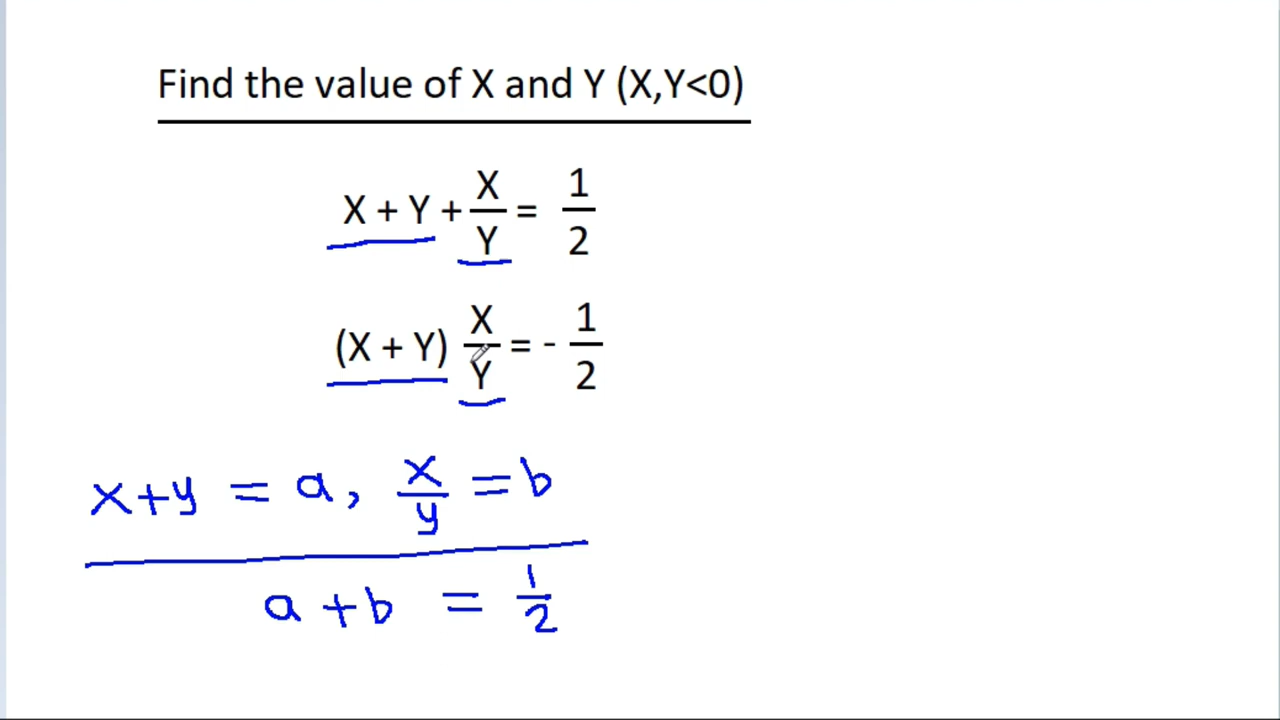 Find the value of X and Y (X,Y<0)
X + Y + X/Y = 1/2
(X + Y) X/Y = - 1/2
x+y = a, x/y = b
a + b = 1/2